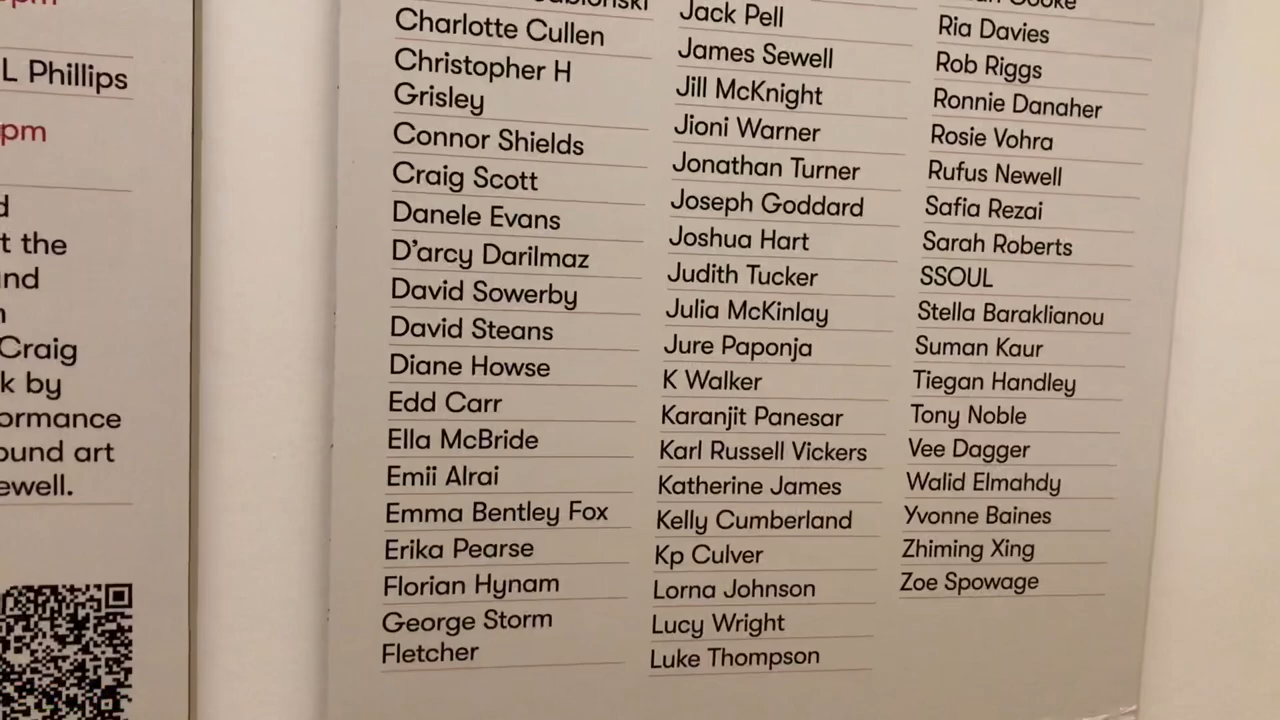 L Phillips
pm
t the
Craig
k by
ewell.
Charlotte Cullen
Christopher H
Grisley
Connor Shields
Craig Scott
Danele Evans
D'arcy Darilmaz
David Sowerby
David Steans
Diane Howse
Edd Carr
Ella McBride
Emii Alrai
Emma Bentley Fox
Erika Pearse
Florian Hynam
George Storm
Fletcher
Jack Pell
James Sewell
Jill McKnight
Jioni Warner
Jonathan Turner
Joseph Goddard
Joshua Hart
Judith Tucker
Julia McKinlay
Jure Paponja
K Walker
Karanjit Panesar
Karl Russell Vickers
Katherine James
Kelly Cumberland
Kp Culver
Lorna Johnson
Lucy Wright
Luke Thompson
Ria Davies
Rob Riggs
Ronnie Danaher
Rosie Vohra
Rufus Newell
Safia Rezai
Sarah Roberts
SSOUL
Stella Baraklianou
Suman Kaur
Tiegan Handley
Tony Noble
Vee Dagger
Walid Elmahdy
Yvonne Baines
Zhiming Xing
Zoe Spowage